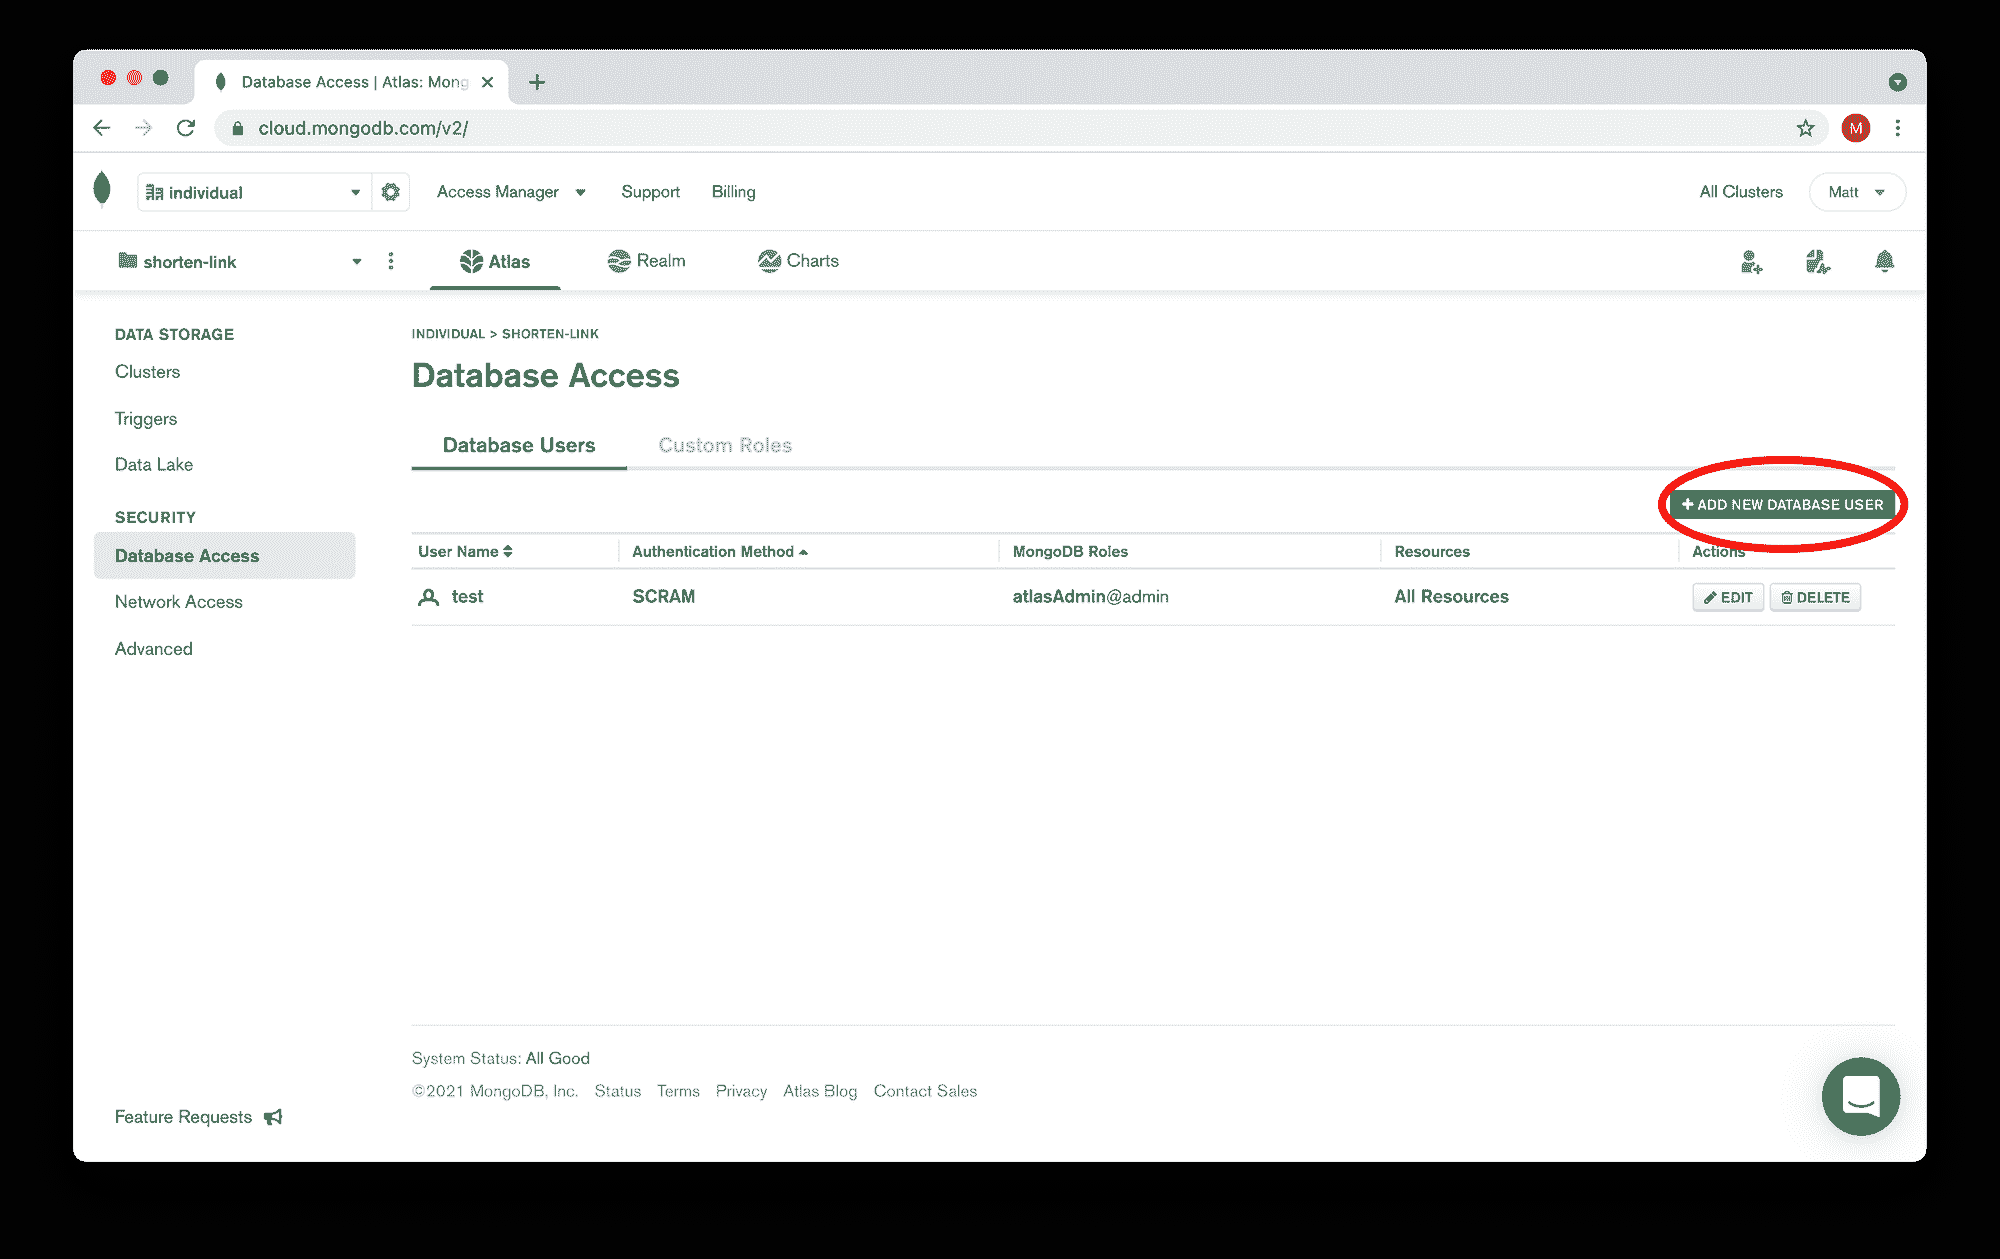 Database Access | Atlas: Mong
cloud.mongodb.com/v2/
M
individual
Access Manager
Support
Billing
All Clusters
Matt
shorten-link
Atlas
Realm
Charts
DATA STORAGE
Clusters
Triggers
Data Lake
SECURITY
Database Access
Network Access
Advanced
Feature Requests
INDIVIDUAL > SHORTEN-LINK
Database Access
Database Users
Custom Roles
+ ADD NEW DATABASE USER
User Name Authentication Method MongoDB Roles Resources Actions
test SCRAM atlasAdmin@admin All Resources EDIT DELETE
System Status: All Good
©2021 MongoDB, Inc. Status Terms Privacy Atlas Blog Contact Sales